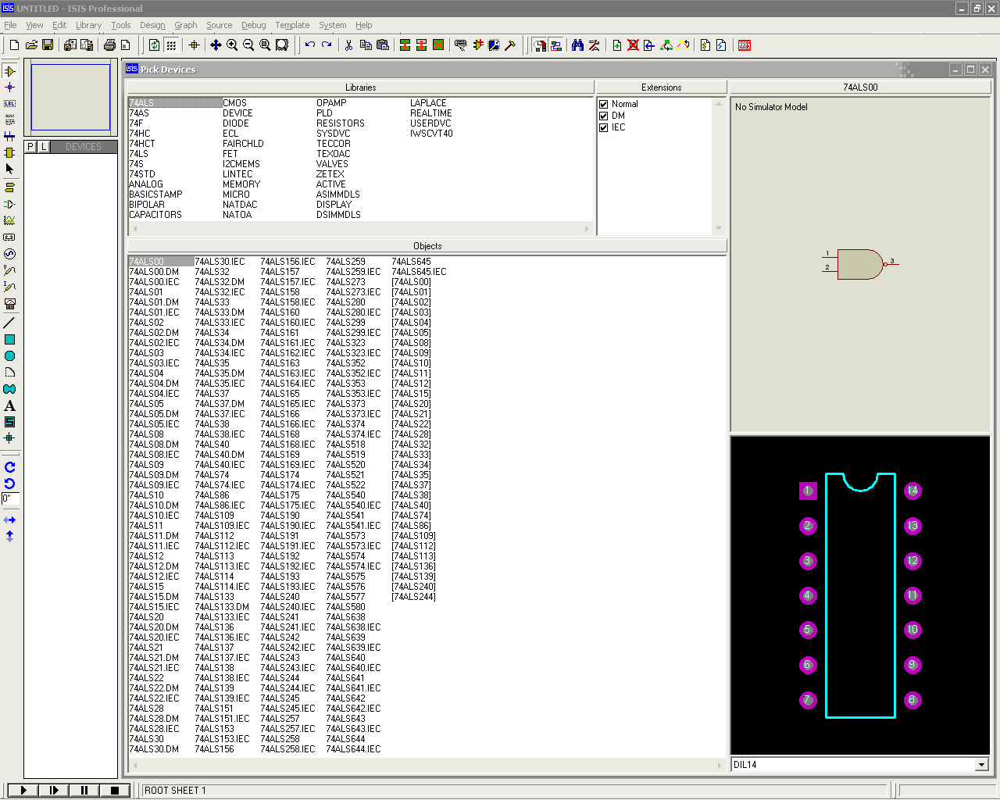 UNTITLED - ISIS Professional
File View Edit Library Tools Design Graph Source Debug Template System Help
Pick Devices
Libraries
74ALS CMOS OPAMP LAPLACE
74AS DEVICE PLD REALTIME
74F DIODE RESISTORS USERDVC
74HC ECL SYSDVC IWSCVT40
74HCT FAIRCHLD TECCOR
74LS FET TEXOAC
74S I2CMEMS VALVES
74STD LINTEC ZETEX
ANALOG MEMORY ACTIVE
BASICSTAMP MICRO ASIMMDLS
BIPOLAR NATDAC DISPLAY
CAPACITORS NATOA DSIMMDLS
Extensions
Normal
DM
IEC
74ALS00
No Simulator Model
1
2
3
P L DEVICES
Objects
74ALS00 74ALS30.IEC 74ALS156.IEC 74ALS259 74ALS645
74ALS00.DM 74ALS32 74ALS157 74ALS259.IEC 74ALS645.IEC
74ALS00.IEC 74ALS32.DM 74ALS157.IEC 74ALS273 [74ALS00]
74ALS01 74ALS32.IEC 74ALS158 74ALS273.IEC [74ALS01]
74ALS01.DM 74ALS33 74ALS158.IEC 74ALS280 [74ALS02]
74ALS01.IEC 74ALS33.DM 74ALS160 74ALS280.IEC [74ALS03]
74ALS02 74ALS33.IEC 74ALS160.IEC 74ALS299 [74ALS04]
74ALS02.DM 74ALS34 74ALS161 74ALS299.IEC [74ALS05]
74ALS02.IEC 74ALS34.DM 74ALS161.IEC 74ALS323 [74ALS08]
74ALS03 74ALS34.IEC 74ALS162.IEC 74ALS323.IEC [74ALS09]
74ALS03.IEC 74ALS35 74ALS163 74ALS352 [74ALS10]
74ALS04 74ALS35.DM 74ALS163.IEC 74ALS352.IEC [74ALS11]
74ALS04.DM 74ALS35.IEC 74ALS164.IEC 74ALS353 [74ALS12]
74ALS04.IEC 74ALS37 74ALS165 74ALS353.IEC [74ALS15]
74ALS05 74ALS37.DM 74ALS165.IEC 74ALS373 [74ALS20]
74ALS05.DM 74ALS37.IEC 74ALS166 74ALS373.IEC [74ALS21]
74ALS05.IEC 74ALS38 74ALS166.IEC 74ALS374 [74ALS22]
74ALS08 74ALS38.IEC 74ALS168 74ALS374.IEC [74ALS28]
74ALS08.DM 74ALS40 74ALS168.IEC 74ALS518 [74ALS32]
74ALS08.IEC 74ALS40.DM 74ALS169 74ALS519 [74ALS33]
74ALS09 74ALS40.IEC 74ALS169.IEC 74ALS520 [74ALS34]
74ALS09.DM 74ALS74 74ALS174 74ALS521 [74ALS35]
74ALS09.IEC 74ALS74.IEC 74ALS174.IEC 74ALS522 [74ALS37]
74ALS10 74ALS86 74ALS175 74ALS540 [74ALS38]
74ALS10.DM 74ALS86.IEC 74ALS175.IEC 74ALS540.IEC [74ALS40]
74ALS10.IEC 74ALS109 74ALS190 74ALS541 [74ALS74]
74ALS11 74ALS109.IEC 74ALS190.IEC 74ALS541.IEC [74ALS86]
74ALS11.DM 74ALS112 74ALS191 74ALS573 [74ALS109]
74ALS11.IEC 74ALS112.IEC 74ALS191.IEC 74ALS573.IEC [74ALS112]
74ALS12 74ALS113 74ALS192 74ALS574 [74ALS113]
74ALS12.DM 74ALS113.IEC 74ALS192.IEC 74ALS574.IEC [74ALS136]
74ALS12.IEC 74ALS114 74ALS193 74ALS575 [74ALS139]
74ALS15 74ALS114.IEC 74ALS193.IEC 74ALS576 [74ALS240]
74ALS15.DM 74ALS133 74ALS240 74ALS577 [74ALS244]
74ALS15.IEC 74ALS133.DM 74ALS240.IEC 74ALS580
74ALS20 74ALS133.IEC 74ALS241 74ALS638
74ALS20.DM 74ALS136 74ALS241.IEC 74ALS638.IEC
74ALS20.IEC 74ALS136.IEC 74ALS242 74ALS639
74ALS21 74ALS137 74ALS242.IEC 74ALS639.IEC
74ALS21.DM 74ALS137.IEC 74ALS243 74ALS640
74ALS21.IEC 74ALS138 74ALS243.IEC 74ALS640.IEC
74ALS22 74ALS138.IEC 74ALS244 74ALS641
74ALS22.DM 74ALS139 74ALS244.IEC 74ALS641.IEC
74ALS22.IEC 74ALS139.IEC 74ALS245 74ALS642
74ALS28 74ALS151 74ALS245.IEC 74ALS642.IEC
74ALS28.DM 74ALS151.IEC 74ALS257 74ALS643
74ALS28.IEC 74ALS153 74ALS257.IEC 74ALS643.IEC
74ALS30 74ALS153.IEC 74ALS258 74ALS644
74ALS30.DM 74ALS156 74ALS258.IEC 74ALS644.IEC
0°
1 14
2 13
3 12
4 11
5 10
6 9
7 8
DIL14
ROOT SHEET 1